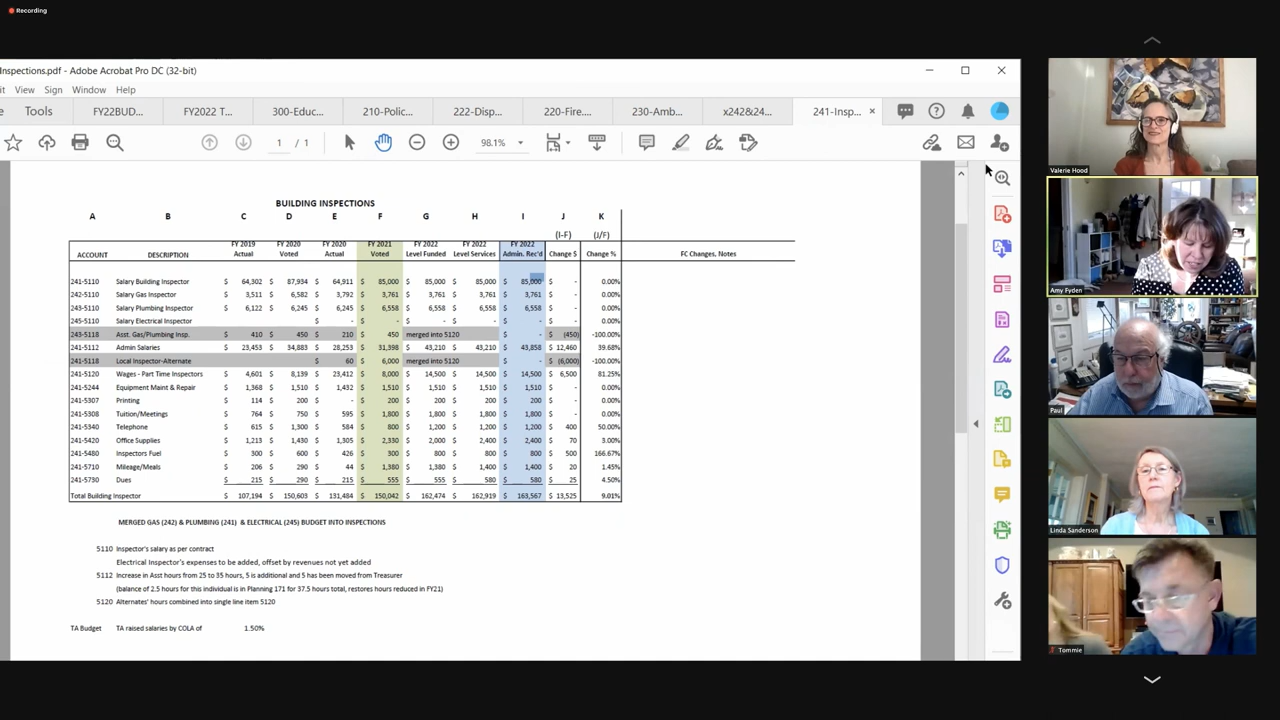 Recording
Inspections.pdf - Adobe Acrobat Pro DC (32-bit)
it View Sign Window Help
e Tools FY22BUD... FY2022 T... 300-Educ... 210-Polic... 222-Disp... 220-Fire... 230-Amb... x242&24... 241-Insp... ×
1 / 1 98.1%
BUILDING INSPECTIONS
A B C D E F G H I J K
(I-F) (J/F)
FY 2019 FY 2020 FY 2020 FY 2021 FY 2022 FY 2022 FY 2022
ACCOUNT DESCRIPTION Actual Voted Actual Voted Level Funded Level Services Admin. Rec'd Change $ Change % FC Changes, Notes
241-5110 Salary Building Inspector $ 64,302 $ 87,934 $ 64,911 $ 85,000 $ 85,000 $ 85,000 $ 85,000 $ - 0.00%
242-5110 Salary Gas Inspector $ 3,511 $ 6,582 $ 3,792 $ 3,761 $ 3,761 $ 3,761 $ 3,761 $ - 0.00%
243-5110 Salary Plumbing Inspector $ 6,122 $ 6,245 $ 6,245 $ 6,558 $ 6,558 $ 6,558 $ 6,558 $ - 0.00%
245-5110 Salary Electrical Inspector $ - $ - $ - $ - $ - $ - 0.00%
243-5118 Asst. Gas/Plumbing Insp. $ 410 $ 450 $ 210 $ 450 merged into 5120 $ - $ (450) -100.00%
241-5112 Admin Salaries $ 23,453 $ 34,883 $ 28,253 $ 31,398 $ 43,210 $ 43,210 $ 43,858 $ 12,460 39.68%
241-5118 Local Inspector-Alternate $ 60 $ 6,000 merged into 5120 $ - $ (6,000) -100.00%
241-5120 Wages - Part Time Inspectors $ 4,601 $ 8,139 $ 23,412 $ 8,000 $ 14,500 $ 14,500 $ 14,500 $ 6,500 81.25%
241-5244 Equipment Maint & Repair $ 1,368 $ 1,510 $ 1,432 $ 1,510 $ 1,510 $ 1,510 $ 1,510 $ - 0.00%
241-5307 Printing $ 114 $ 200 $ - $ 200 $ 200 $ 200 $ 200 $ - 0.00%
241-5308 Tuition/Meetings $ 764 $ 750 $ 595 $ 1,800 $ 1,800 $ 1,800 $ 1,800 $ - 0.00%
241-5340 Telephone $ 615 $ 1,300 $ 584 $ 800 $ 1,200 $ 1,200 $ 1,200 $ 400 50.00%
241-5420 Office Supplies $ 1,213 $ 1,430 $ 1,305 $ 2,330 $ 2,000 $ 2,400 $ 2,400 $ 70 3.00%
241-5480 Inspectors Fuel $ 300 $ 600 $ 426 $ 300 $ 800 $ 800 $ 800 $ 500 166.67%
241-5710 Mileage/Meals $ 206 $ 290 $ 44 $ 1,380 $ 1,380 $ 1,400 $ 1,400 $ 20 1.45%
241-5730 Dues $ 215 $ 290 $ 215 $ 555 $ 555 $ 580 $ 580 $ 25 4.50%
Total Building Inspector $ 107,194 $ 150,603 $ 131,484 $ 150,042 $ 162,474 $ 162,919 $ 163,567 $ 13,525 9.01%
MERGED GAS (242) & PLUMBING (241) & ELECTRICAL (245) BUDGET INTO INSPECTIONS
5110 Inspector's salary as per contract
Electrical Inspector's expenses to be added, offset by revenues not yet added
5112 Increase in Asst hours from 25 to 35 hours, 5 is additional and 5 has been moved from Treasurer
(balance of 2.5 hours for this individual is in Planning 171 for 37.5 hours total, restores hours reduced in FY21)
5120 Alternates' hours combined into single line item 5120
TA Budget TA raised salaries by COLA of 1.50%
Valerie Hood
Amy Fyden
Paul
Linda Sanderson
Tommie